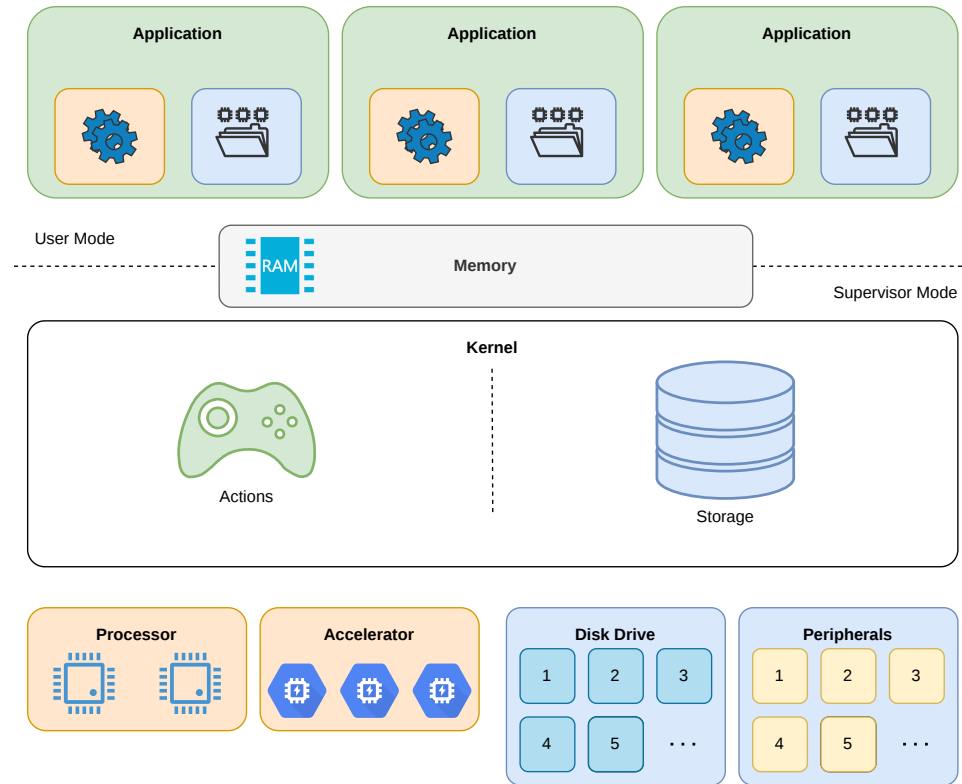 Application
Application
Application
User Mode
RAM
Memory
Supervisor Mode
Kernel
Actions
Storage
Processor
Accelerator
Disk Drive
1
2
3
4
5
...
Peripherals
1
2
3
4
5
...